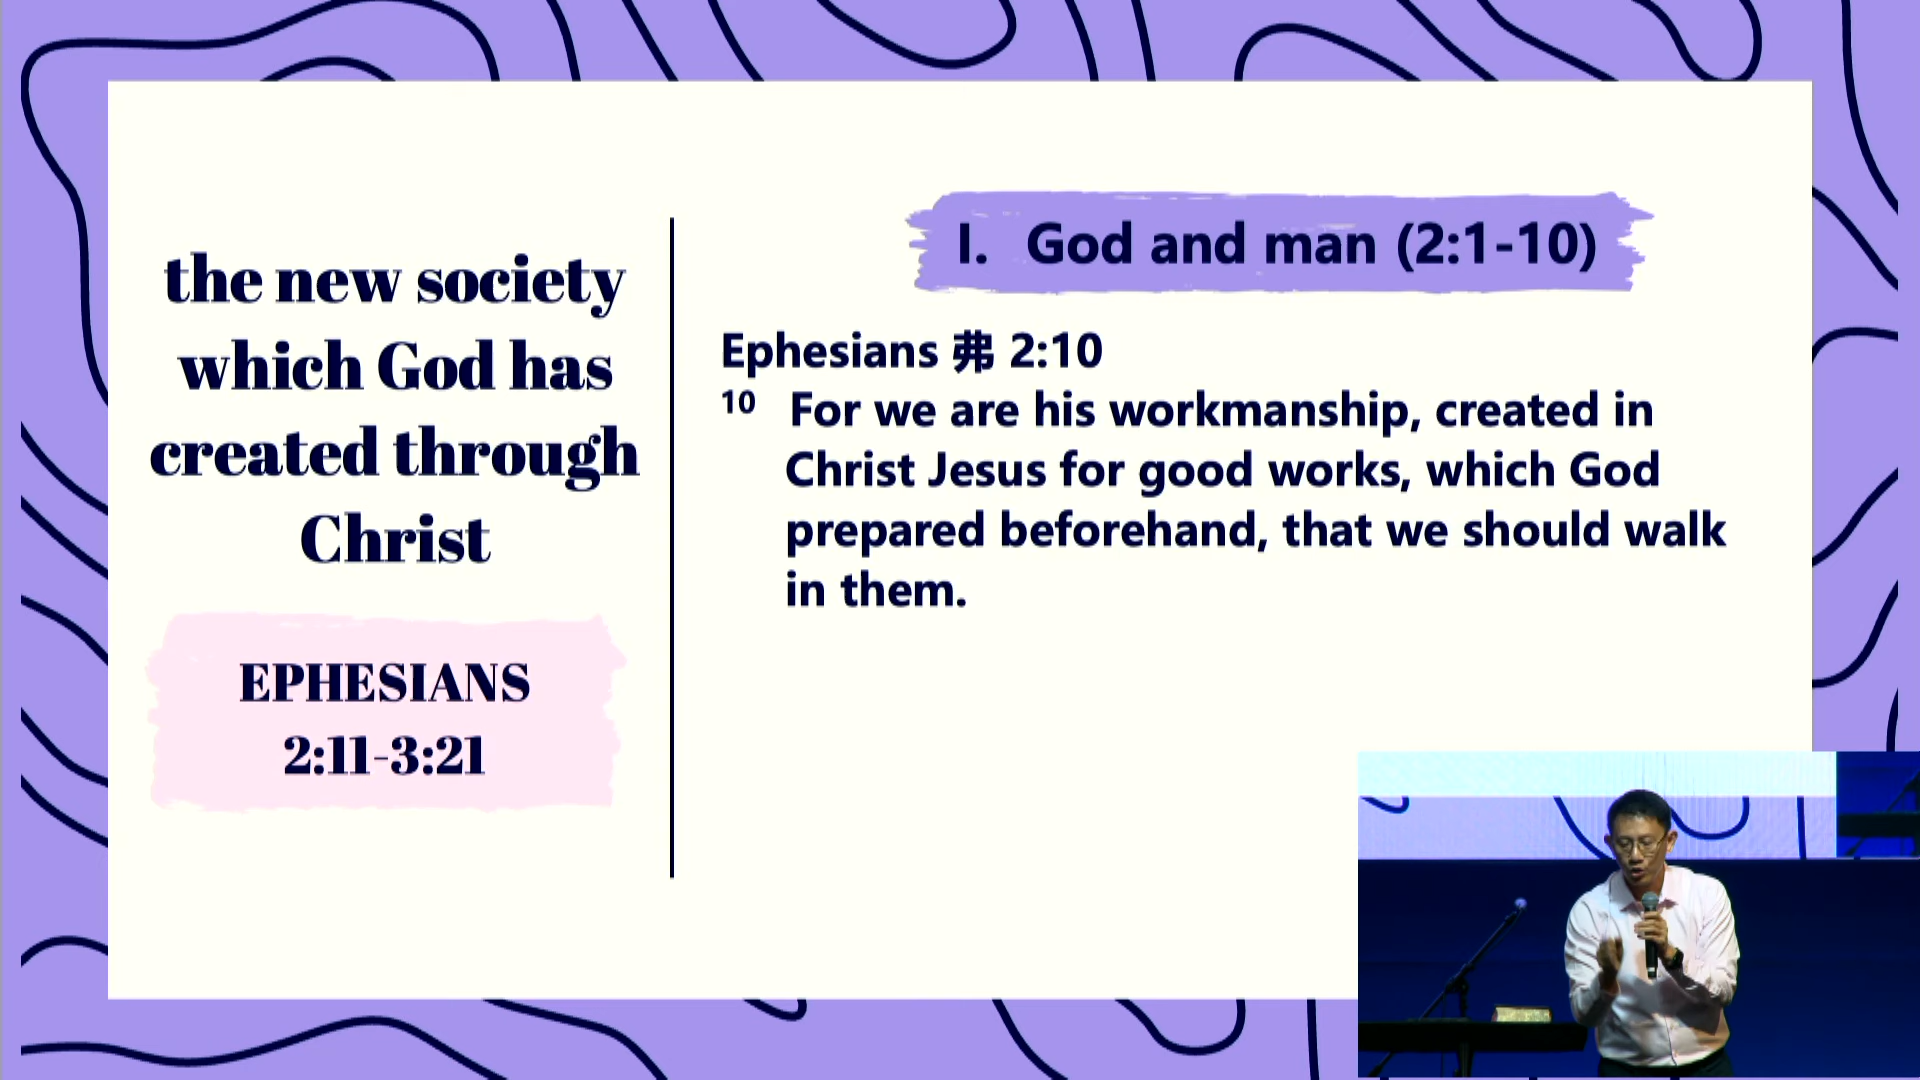 the new society
which God has
created through
Christ
EPHESIANS
2:11-3:21
I. God and man (2:1-10)
Ephesians 弗 2:10
10 For we are his workmanship, created in
Christ Jesus for good works, which God
prepared beforehand, that we should walk
in them.